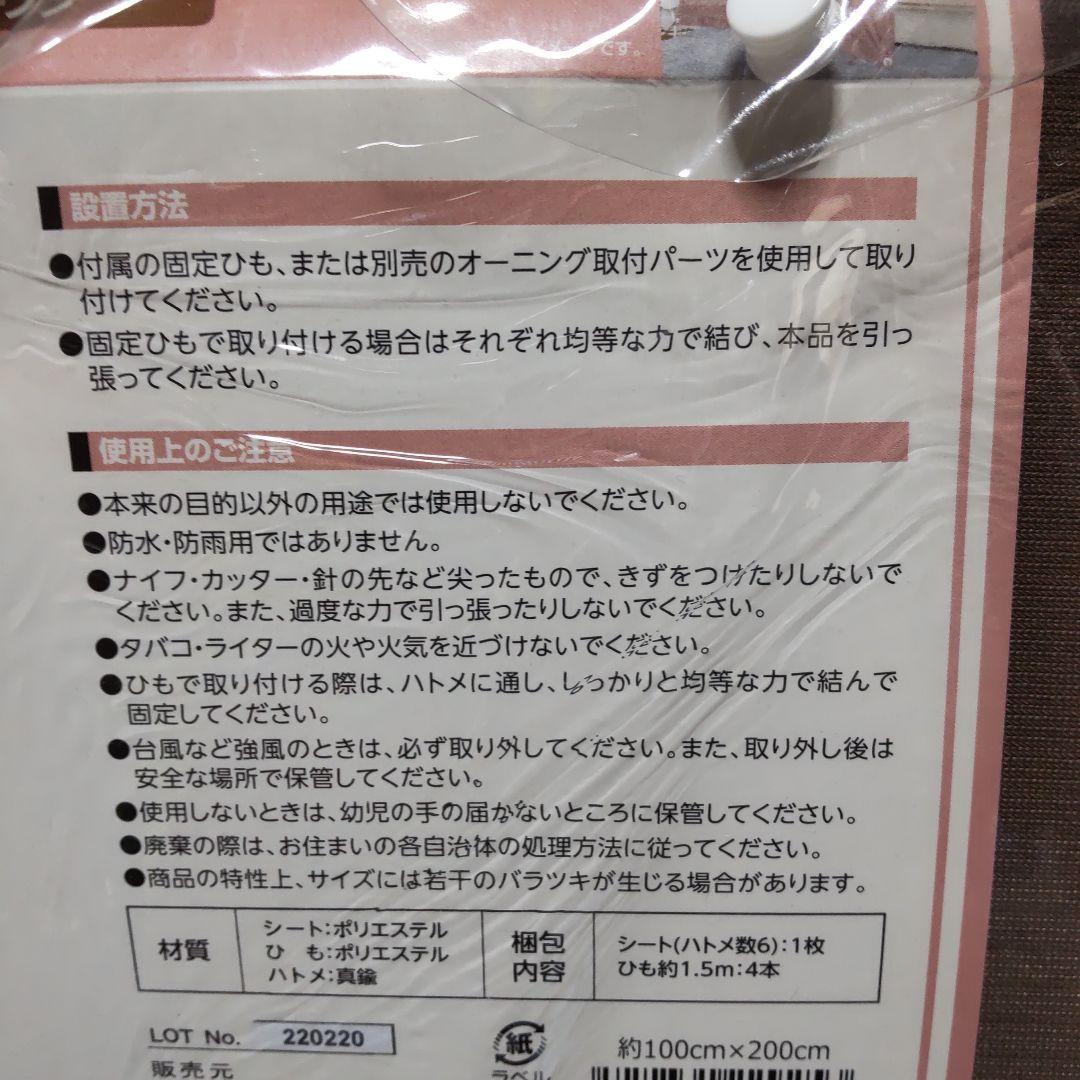 です。
設置方法
●付属の固定ひも、または別売のオーニング取付パーツを使用して取り
付けてください。
●固定ひもで取り付ける場合はそれぞれ均等な力で結び、本品を引っ
張ってください。
使用上のご注意
●本来の目的以外の用途では使用しないでください。
●防水・防雨用ではありません。
●ナイフ・カッター・針の先など尖ったもので、きずをつけたりしないで
ください。また、過度な力で引っ張ったりしないでください。
●タバコ・ライターの火や火気を近づけないでください。
●ひもで取り付ける際は、ハトメに通し、しっかりと均等な力で結んで
固定してください。
●台風など強風のときは、必ず取り外してください。また、取り外し後は
安全な場所で保管してください。
●使用しないときは、幼児の手の届かないところに保管してください。
●廃棄の際は、お住まいの各自治体の処理方法に従ってください。
●商品の特性上、サイズには若干のバラツキが生じる場合があります。
材質
シート:ポリエステル
ひも:ポリエステル
ハトメ:真鍮
梱包
内容
シート(ハトメ数6):1枚
ひも約1.5m:4本
LOT No. 220220
販売元
紙
ラベル
約100cm×200cm